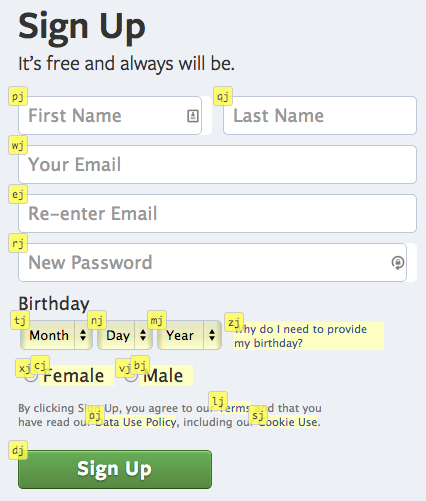 Sign Up
It's free and always will be.
pj First Name qj Last Name
wj Your Email
ej Re-enter Email
rj New Password
Birthday
tj Month nj Day mj Year zj Why do I need to provide
my birthday?
xj cj Female vj bj Male
By clicking Sign Up, you agree to our Terms and that you
have read our Data Use Policy, including our Cookie Use.
lj
aj sj
dj Sign Up